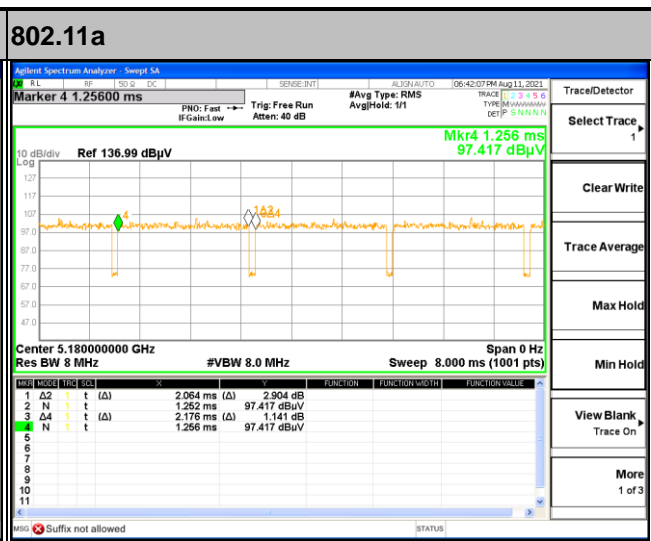 802.11a
Agilent Spectrum Analyzer - Swept SA
RL RF 50 Ω DC SENSE:INT ALIGN AUTO 06:42:07 PM Aug 11, 2021
Marker 4 1.25600 ms
PNO: Fast
IFGain:Low
Trig: Free Run
Atten: 40 dB
#Avg Type: RMS
Avg|Hold: 1/1
TRACE 1 2 3 4 5 6
TYPE M
DET P S N N N N
Mkr4 1.256 ms
97.417 dBµV
10 dB/div Ref 136.99 dBµV
Log
127
117
107
97.0
87.0
77.0
67.0
57.0
47.0
4
Center 5.180000000 GHz Span 0 Hz
Res BW 8 MHz #VBW 8.0 MHz Sweep 8.000 ms (1001 pts)
MKR MODE TRC SCL X Y FUNCTION FUNCTION WIDTH FUNCTION VALUE
1 Δ2 1 t (Δ) 2.064 ms (Δ) 2.904 dB
2 N 1 t 1.252 ms 97.417 dBuV
3 Δ4 1 t (Δ) 2.176 ms (Δ) 1.141 dB
4 N 1 t 1.256 ms 97.417 dBuV
5
6
7
8
9
10
11
MSG Suffix not allowed STATUS
Trace/Detector
Select Trace
1
Clear Write
Trace Average
Max Hold
Min Hold
View Blank
Trace On
More
1 of 3